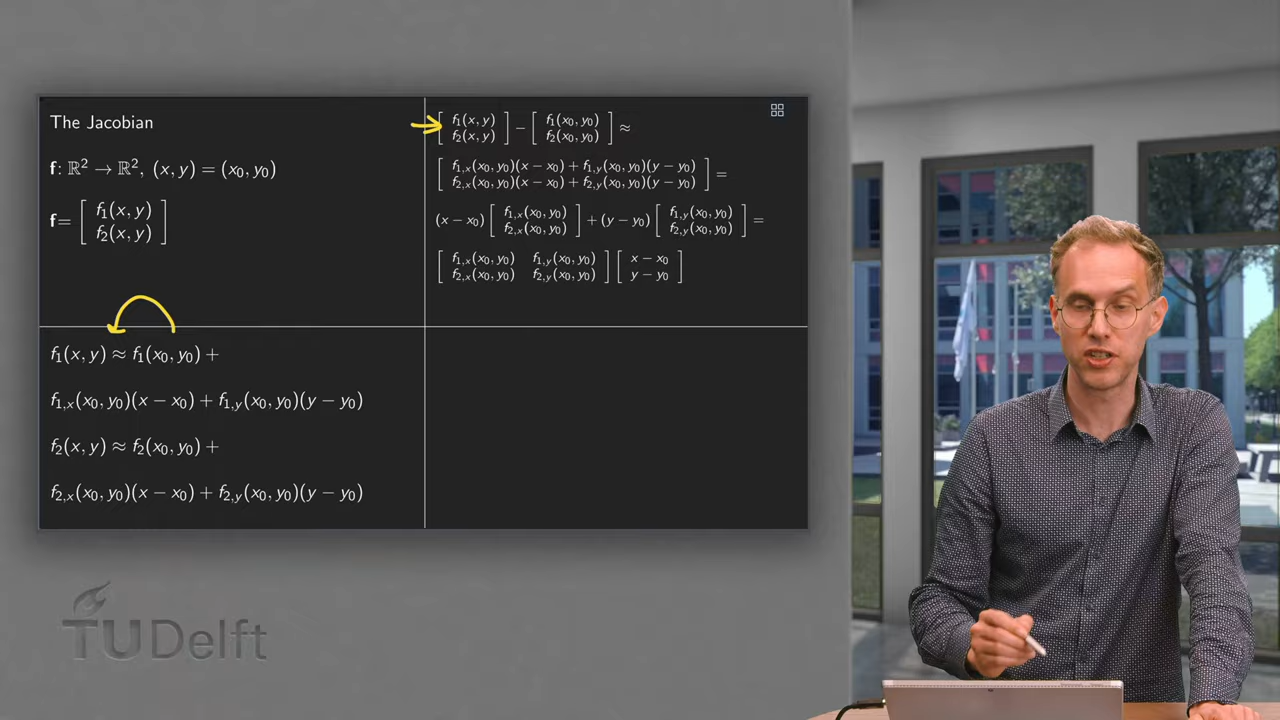 The Jacobian
f: ℝ² → ℝ², (x, y) = (x₀, y₀)
f= [ f₁(x, y) ]
[ f₂(x, y) ]
f₁(x, y) ≈ f₁(x₀, y₀) +
f₁,ₓ(x₀, y₀)(x − x₀) + f₁,y(x₀, y₀)(y − y₀)
f₂(x, y) ≈ f₂(x₀, y₀) +
f₂,ₓ(x₀, y₀)(x − x₀) + f₂,y(x₀, y₀)(y − y₀)
[ f₁(x, y) ] − [ f₁(x₀, y₀) ] ≈
[ f₂(x, y) ] [ f₂(x₀, y₀) ]
[ f₁,ₓ(x₀, y₀)(x − x₀) + f₁,y(x₀, y₀)(y − y₀) ] =
[ f₂,ₓ(x₀, y₀)(x − x₀) + f₂,y(x₀, y₀)(y − y₀) ]
(x − x₀) [ f₁,ₓ(x₀, y₀) ] + (y − y₀) [ f₁,y(x₀, y₀) ] =
[ f₂,ₓ(x₀, y₀) ] [ f₂,y(x₀, y₀) ]
[ f₁,ₓ(x₀, y₀) f₁,y(x₀, y₀) ] [ x − x₀ ]
[ f₂,ₓ(x₀, y₀) f₂,y(x₀, y₀) ] [ y − y₀ ]
TUDelft